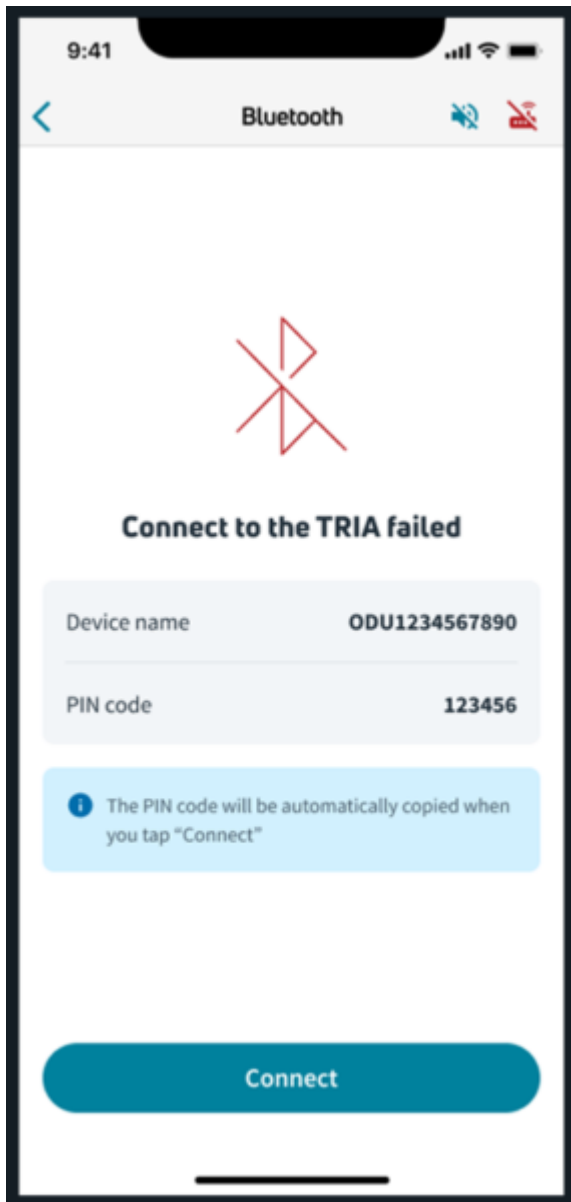 9:41
Bluetooth
Connect to the TRIA failed
Device name ODU1234567890
PIN code 123456
The PIN code will be automatically copied when
you tap “Connect”
Connect